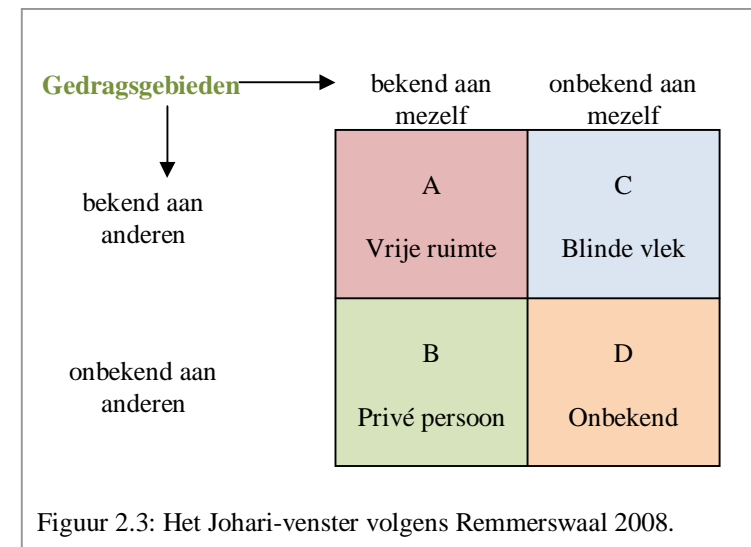 Gedragsgebieden
bekend aan
mezelf
onbekend aan
mezelf
bekend aan
anderen
A
Vrije ruimte
C
Blinde vlek
onbekend aan
anderen
B
Privé persoon
D
Onbekend
Figuur 2.3: Het Johari-venster volgens Remmerswaal 2008.